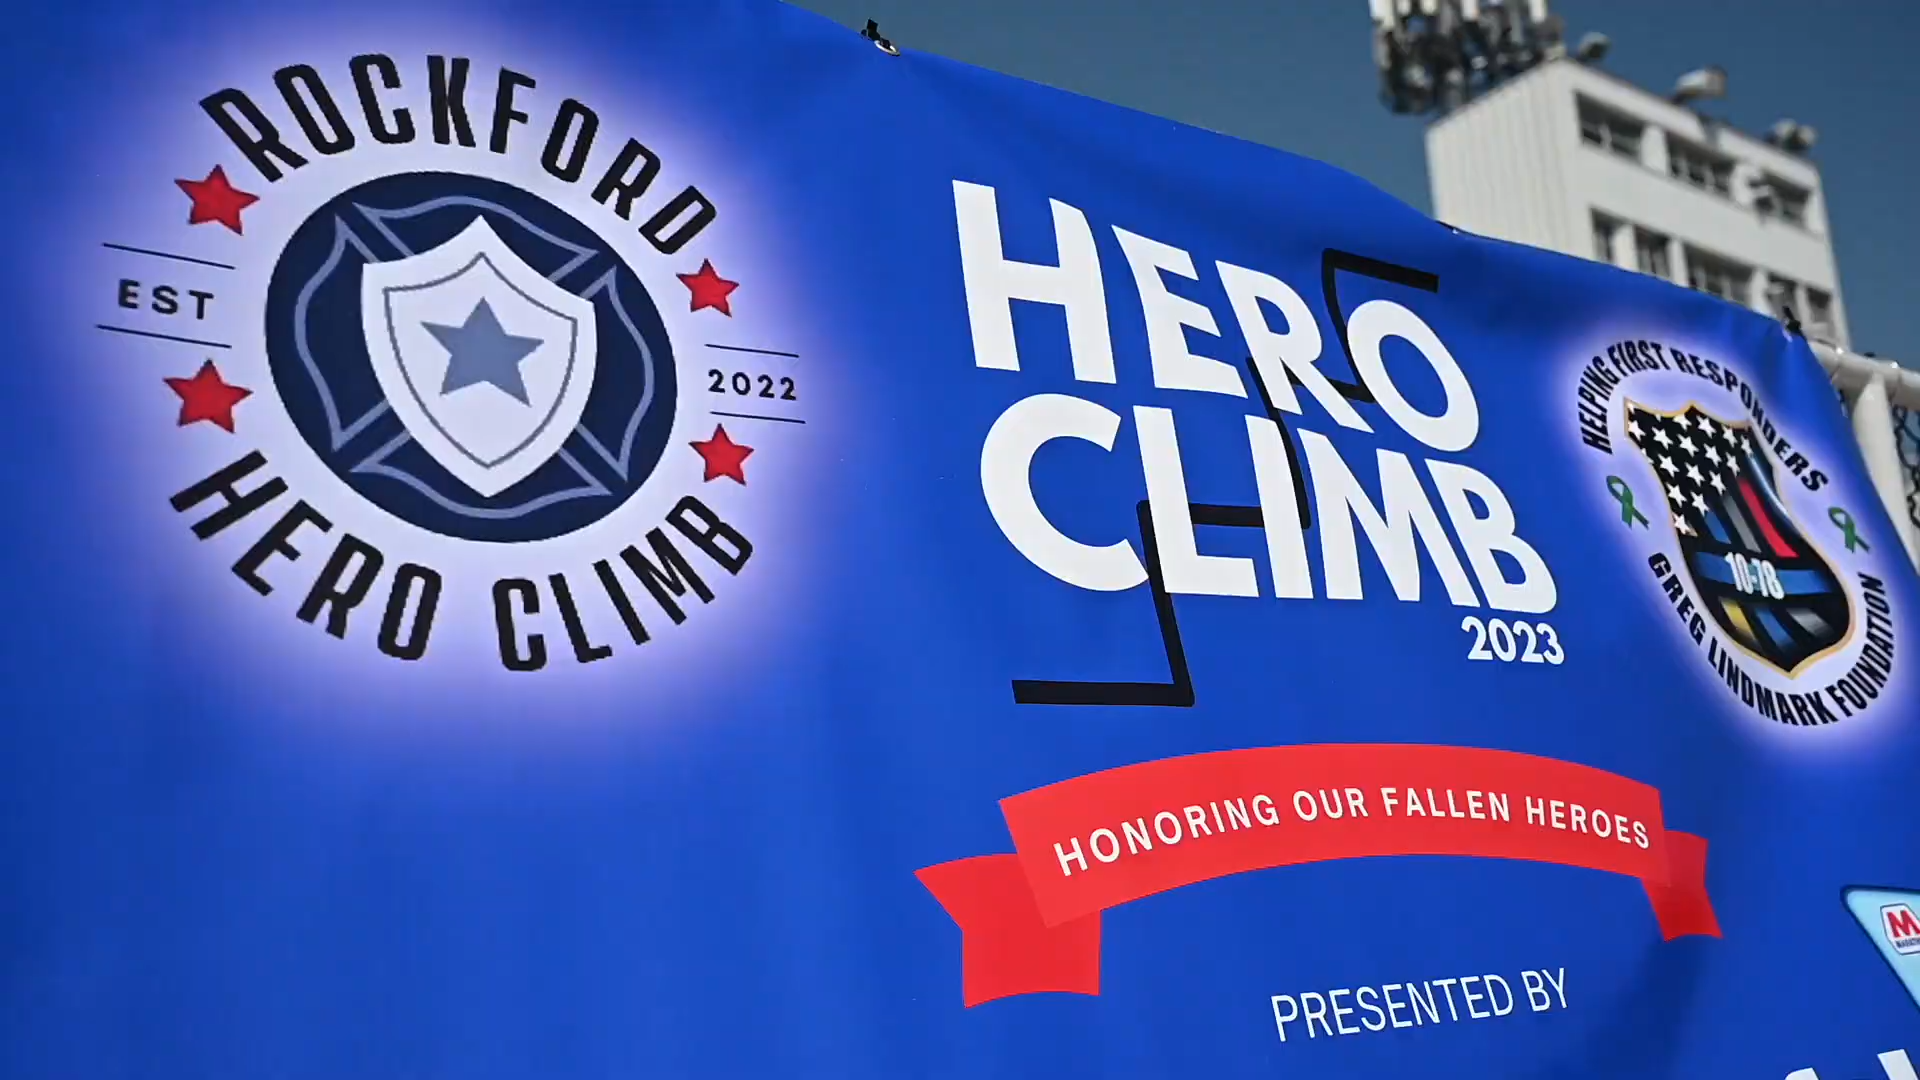 ROCKFORD
EST
2022
HERO CLIMB
HERO
CLIMB
2023
HELPING FIRST RESPONDERS
10-78
GREG LINDMARK FOUNDATION
HONORING OUR FALLEN HEROES
PRESENTED BY
M